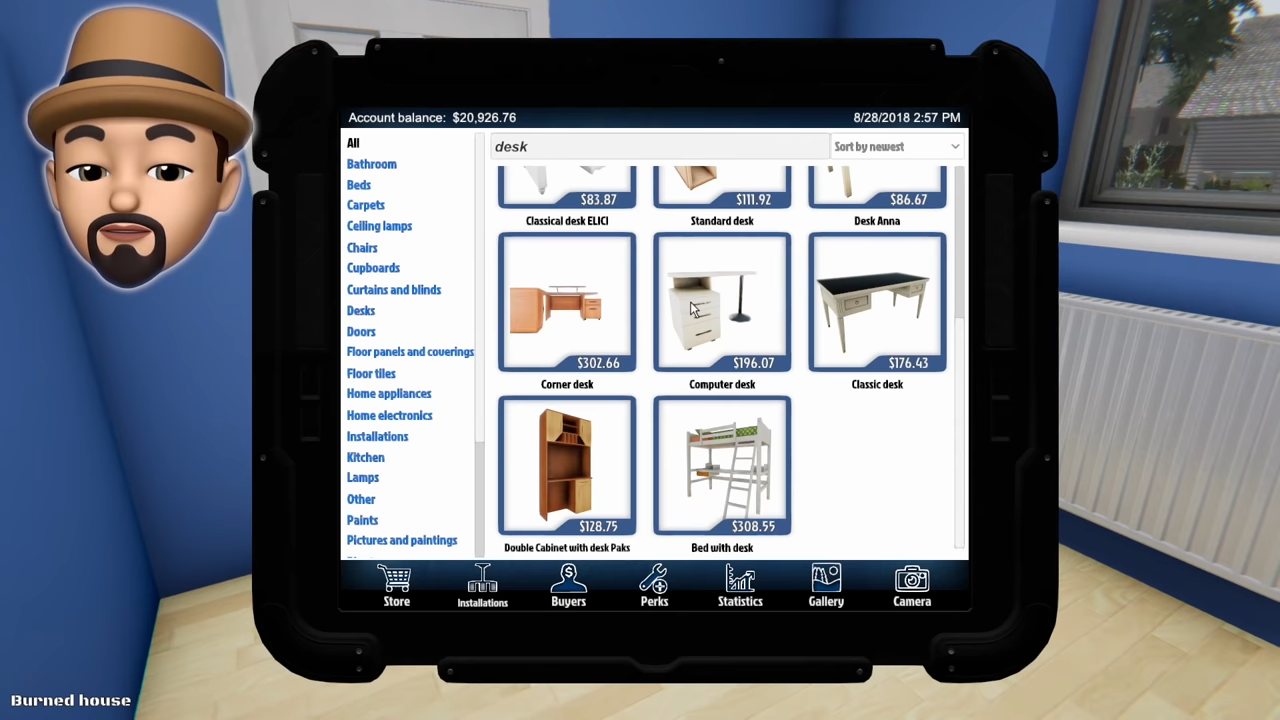 Account balance: $20,926.76
8/28/2018 2:57 PM
All
Bathroom
Beds
Carpets
Ceiling lamps
Chairs
Cupboards
Curtains and blinds
Desks
Doors
Floor panels and coverings
Floor tiles
Home appliances
Home electronics
Installations
Kitchen
Lamps
Other
Paints
Pictures and paintings
desk
Sort by newest
$83.87
$111.92
$86.67
Classical desk ELICI
Standard desk
Desk Anna
$302.66
$196.07
$176.43
Corner desk
Computer desk
Classic desk
$128.75
$308.55
Double Cabinet with desk Paks
Bed with desk
Store
Installations
Buyers
Perks
Statistics
Gallery
Camera
Burned house